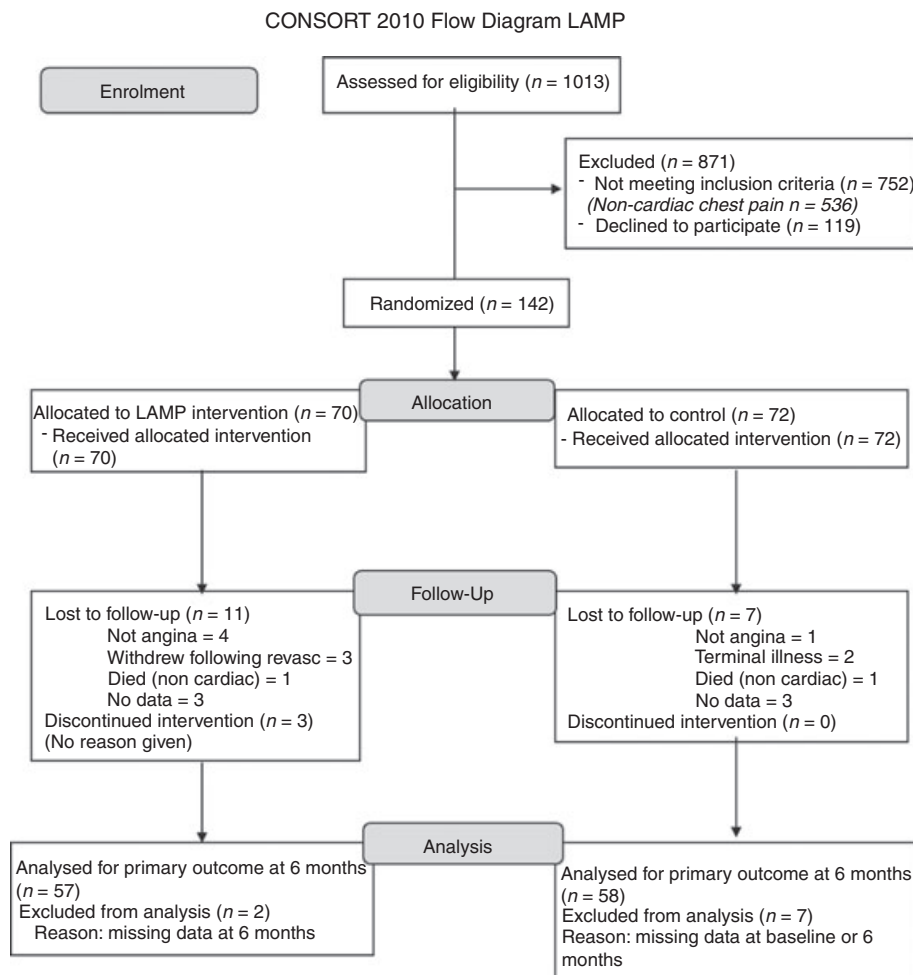 CONSORT 2010 Flow Diagram LAMP
Enrolment
Assessed for eligibility (n = 1013)
Excluded (n = 871)
- Not meeting inclusion criteria (n = 752)
(Non-cardiac chest pain n = 536)
- Declined to participate (n = 119)
Randomized (n = 142)
Allocation
Allocated to LAMP intervention (n = 70)
- Received allocated intervention
(n = 70)
Allocated to control (n = 72)
- Received allocated intervention (n = 72)
Follow-Up
Lost to follow-up (n = 11)
Not angina = 4
Withdrew following revasc = 3
Died (non cardiac) = 1
No data = 3
Discontinued intervention (n = 3)
(No reason given)
Lost to follow-up (n = 7)
Not angina = 1
Terminal illness = 2
Died (non cardiac) = 1
No data = 3
Discontinued intervention (n = 0)
Analysis
Analysed for primary outcome at 6 months
(n = 57)
Excluded from analysis (n = 2)
Reason: missing data at 6 months
Analysed for primary outcome at 6 months
(n = 58)
Excluded from analysis (n = 7)
Reason: missing data at baseline or 6
months